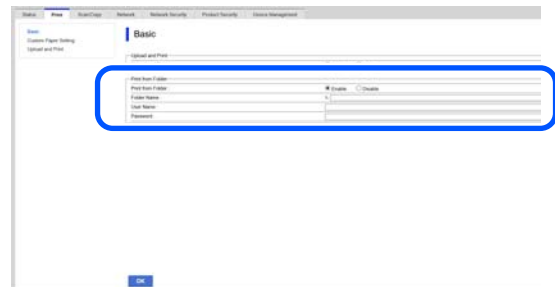 Status Print Scan/Copy Network Network Security Product Security Device Management
Basic
Custom Paper Setting
Upload and Print
Basic
Upload and Print
Print from Folder
Print from Folder : Enable Disable
Folder Name :
User Name :
Password :
OK